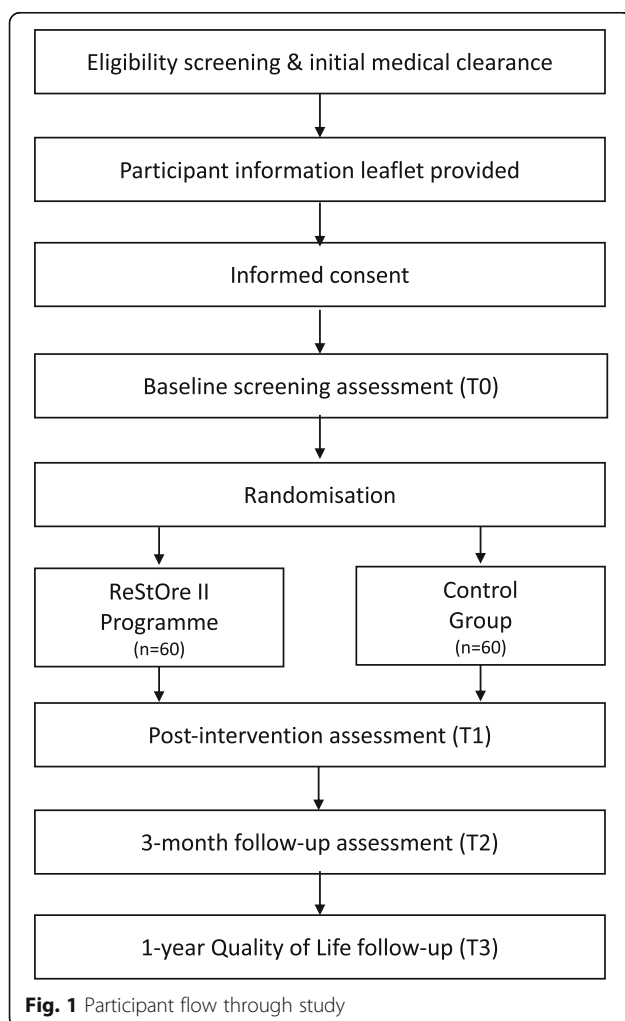 Eligibility screening & initial medical clearance
Participant information leaflet provided
Informed consent
Baseline screening assessment (T0)
Randomisation
ReStOre II
Programme
(n=60)
Control
Group
(n=60)
Post-intervention assessment (T1)
3-month follow-up assessment (T2)
1-year Quality of Life follow-up (T3)
Fig. 1 Participant flow through study